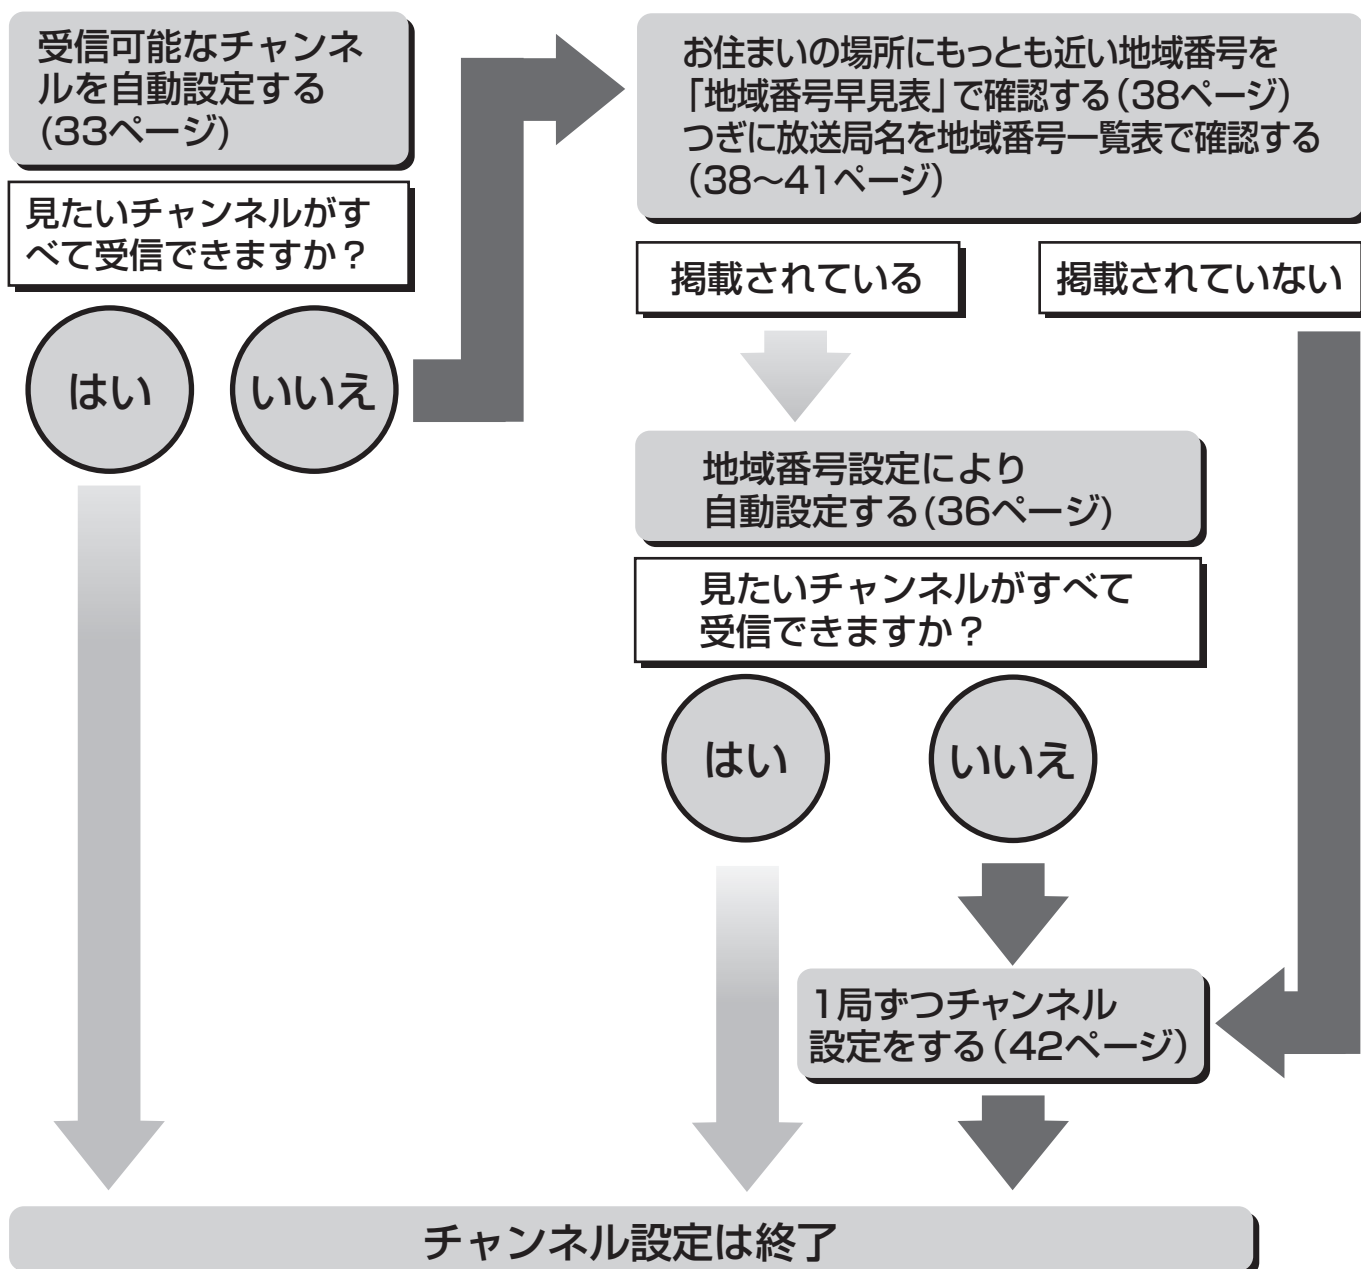 受信可能なチャンネ
ルを自動設定する
(33ページ)
見たいチャンネルがす
べて受信できますか？
はい
いいえ
お住まいの場所にもっとも近い地域番号を
「地域番号早見表」で確認する（38ページ）
つぎに放送局名を地域番号一覧表で確認する
（38〜41ページ）
掲載されている
掲載されていない
地域番号設定により
自動設定する(36ページ)
見たいチャンネルがすべて
受信できますか？
はい
いいえ
1局ずつチャンネル
設定をする（42ページ）
チャンネル設定は終了